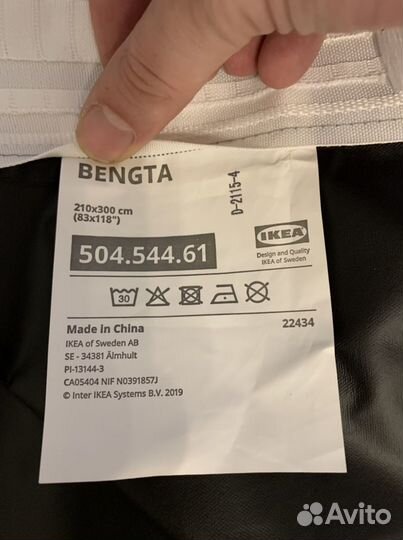 BENGTA
210x300 cm
(83x118")
D-2115-4
504.544.61
IKEA
Design and Quality
IKEA of Sweden
30
Made in China
22434
IKEA of Sweden AB
SE - 34381 Älmhult
PI-13144-3
CA05404 NIF N0391857J
© Inter IKEA Systems B.V. 2019
Avito